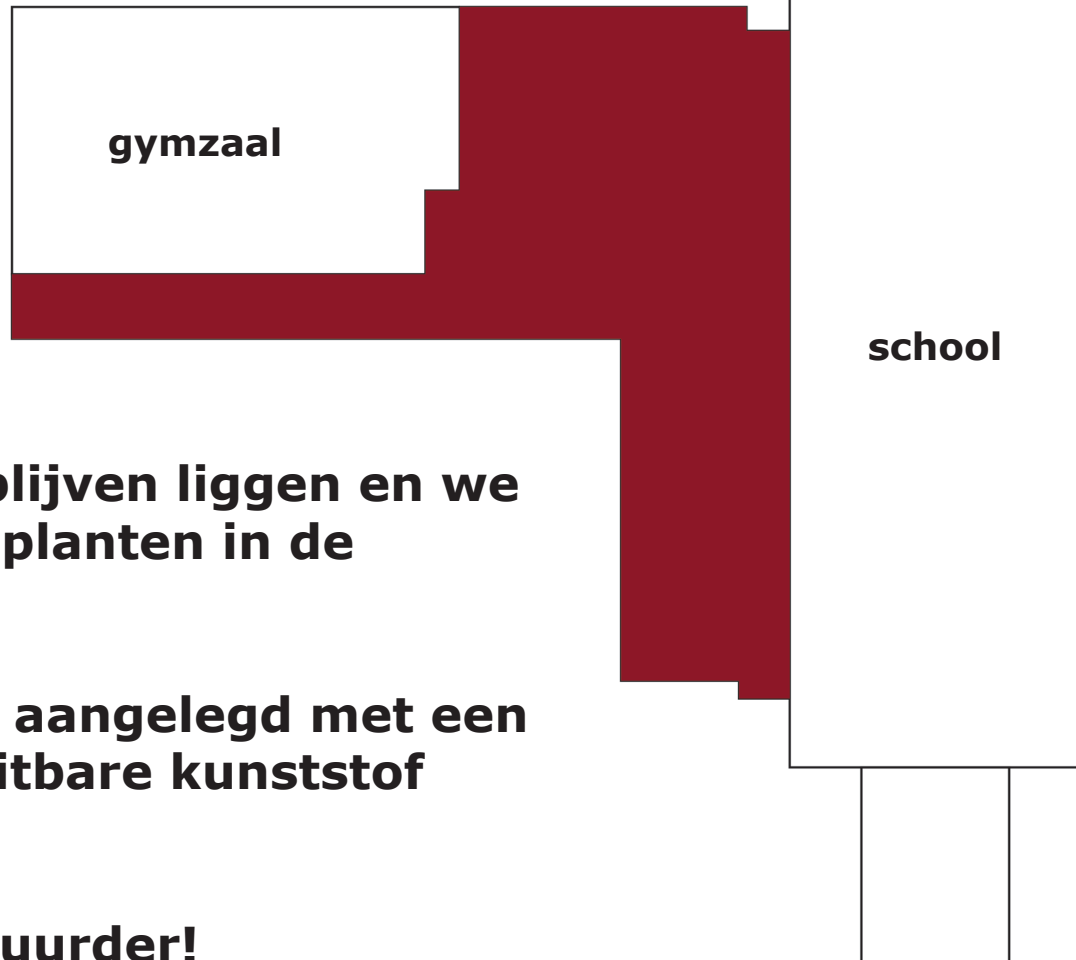 gymzaal
school
blijven liggen en we
planten in de
aangelegd met een
itbare kunststof
uurder!